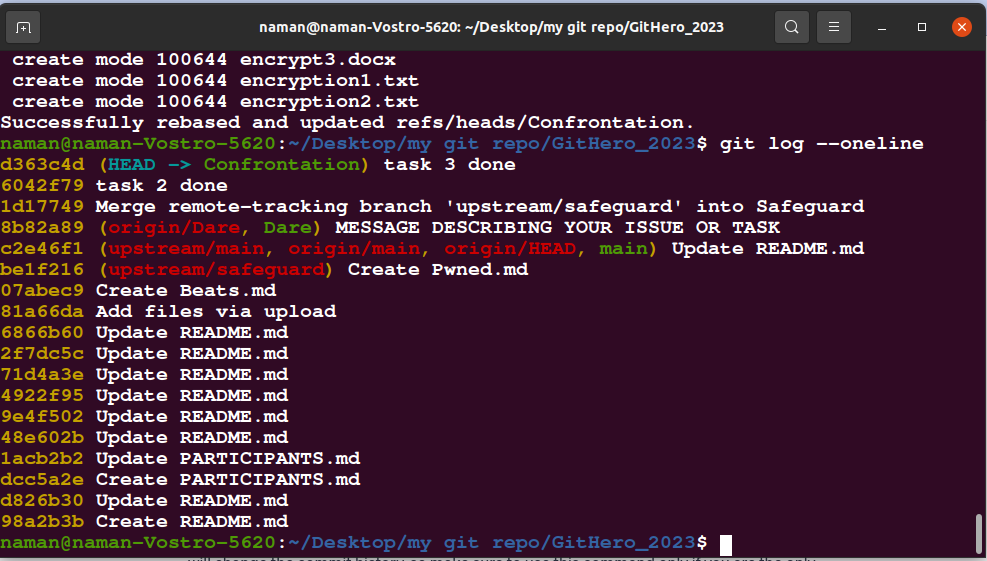 naman@naman-Vostro-5620: ~/Desktop/my git repo/GitHero_2023
create mode 100644 encrypt3.docx
create mode 100644 encryption1.txt
create mode 100644 encryption2.txt
Successfully rebased and updated refs/heads/Confrontation.
naman@naman-Vostro-5620:~/Desktop/my git repo/GitHero_2023$ git log --oneline
d363c4d (HEAD -> Confrontation) task 3 done
6042f79 task 2 done
1d17749 Merge remote-tracking branch 'upstream/safeguard' into Safeguard
8b82a89 (origin/Dare, Dare) MESSAGE DESCRIBING YOUR ISSUE OR TASK
c2e46f1 (upstream/main, origin/main, origin/HEAD, main) Update README.md
be1f216 (upstream/safeguard) Create Pwned.md
07abec9 Create Beats.md
81a66da Add files via upload
6866b60 Update README.md
2f7dc5c Update README.md
71d4a3e Update README.md
4922f95 Update README.md
9e4f502 Update README.md
48e602b Update README.md
1acb2b2 Update PARTICIPANTS.md
dcc5a2e Create PARTICIPANTS.md
d826b30 Update README.md
98a2b3b Create README.md
naman@naman-Vostro-5620:~/Desktop/my git repo/GitHero_2023$